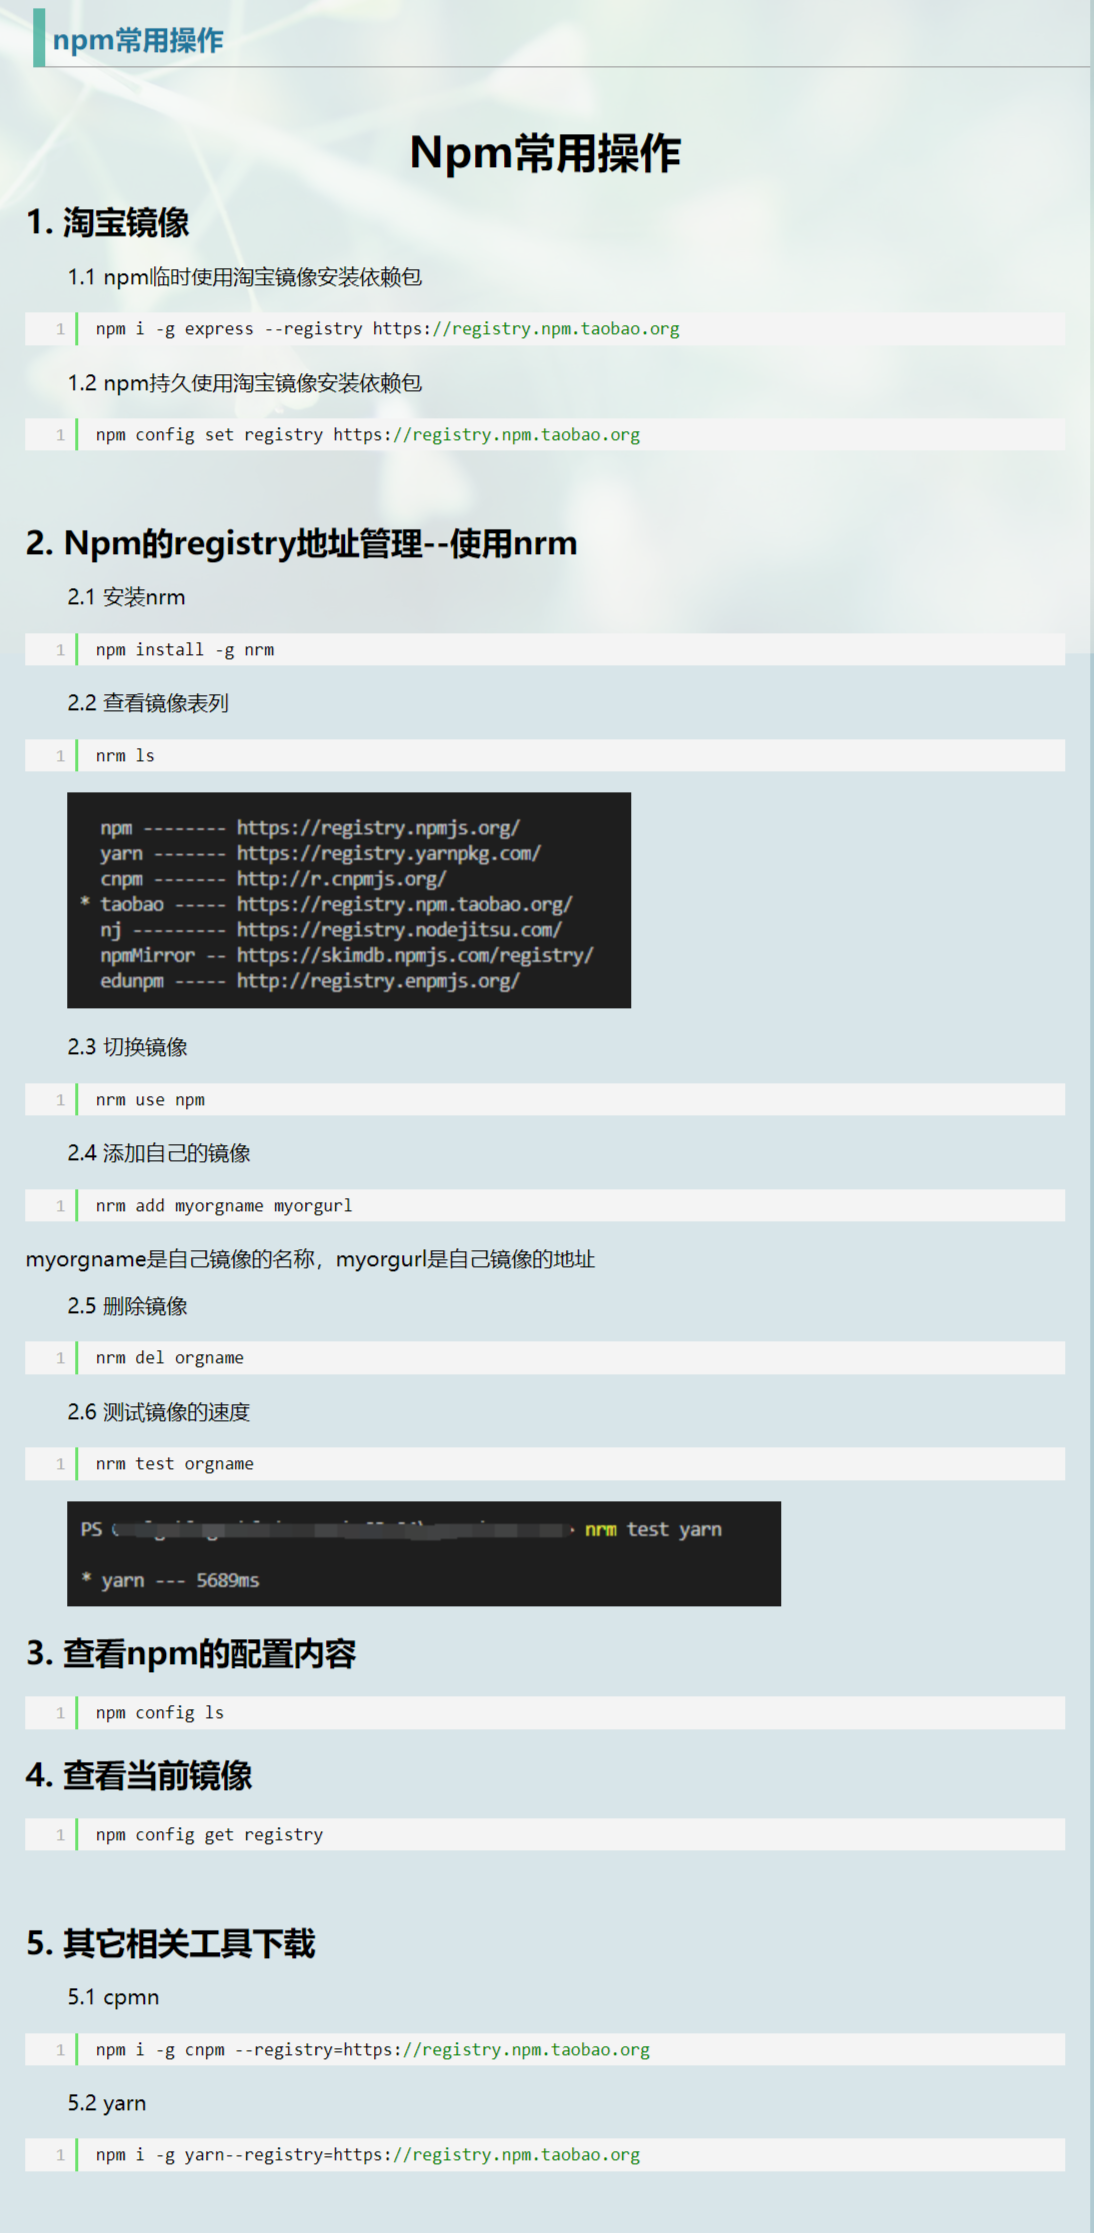 npm常用操作
Npm常用操作
1. 淘宝镜像
1.1 npm临时使用淘宝镜像安装依赖包
1 npm i -g express --registry https://registry.npm.taobao.org
1.2 npm持久使用淘宝镜像安装依赖包
1 npm config set registry https://registry.npm.taobao.org
2. Npm的registry地址管理--使用nrm
2.1 安装nrm
1 npm install -g nrm
2.2 查看镜像表列
1 nrm ls
npm -------- https://registry.npmjs.org/
yarn ------- https://registry.yarnpkg.com/
cnpm ------- http://r.cnpmjs.org/
* taobao ----- https://registry.npm.taobao.org/
nj --------- https://registry.nodejitsu.com/
npmMirror -- https://skimdb.npmjs.com/registry/
edunpm ----- http://registry.enpmjs.org/
2.3 切换镜像
1 nrm use npm
2.4 添加自己的镜像
1 nrm add myorgname myorgurl
myorgname是自己镜像的名称，myorgurl是自己镜像的地址
2.5 删除镜像
1 nrm del orgname
2.6 测试镜像的速度
1 nrm test orgname
PS nrm test yarn
* yarn --- 5689ms
3. 查看npm的配置内容
1 npm config ls
4. 查看当前镜像
1 npm config get registry
5. 其它相关工具下载
5.1 cpmn
1 npm i -g cnpm --registry=https://registry.npm.taobao.org
5.2 yarn
1 npm i -g yarn--registry=https://registry.npm.taobao.org